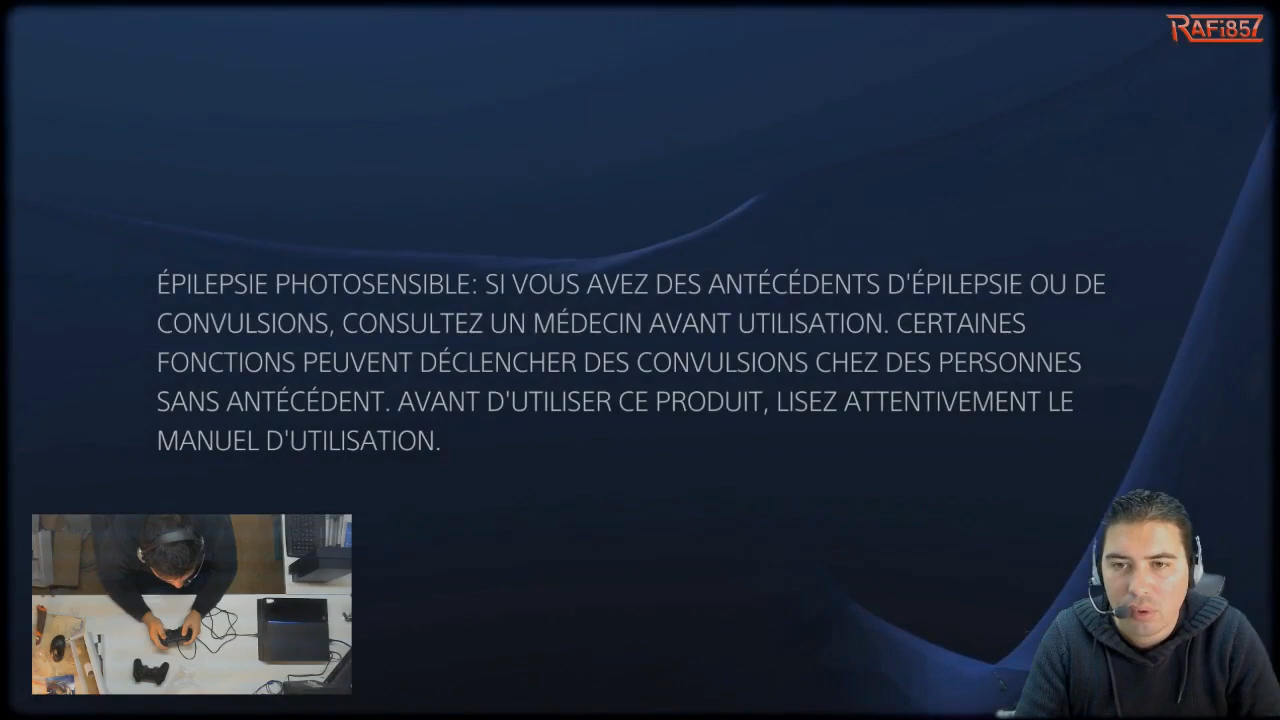 RAFi857
ÉPILEPSIE PHOTOSENSIBLE: SI VOUS AVEZ DES ANTÉCÉDENTS D'ÉPILEPSIE OU DE
CONVULSIONS, CONSULTEZ UN MÉDECIN AVANT UTILISATION. CERTAINES
FONCTIONS PEUVENT DÉCLENCHER DES CONVULSIONS CHEZ DES PERSONNES
SANS ANTÉCÉDENT. AVANT D'UTILISER CE PRODUIT, LISEZ ATTENTIVEMENT LE
MANUEL D'UTILISATION.